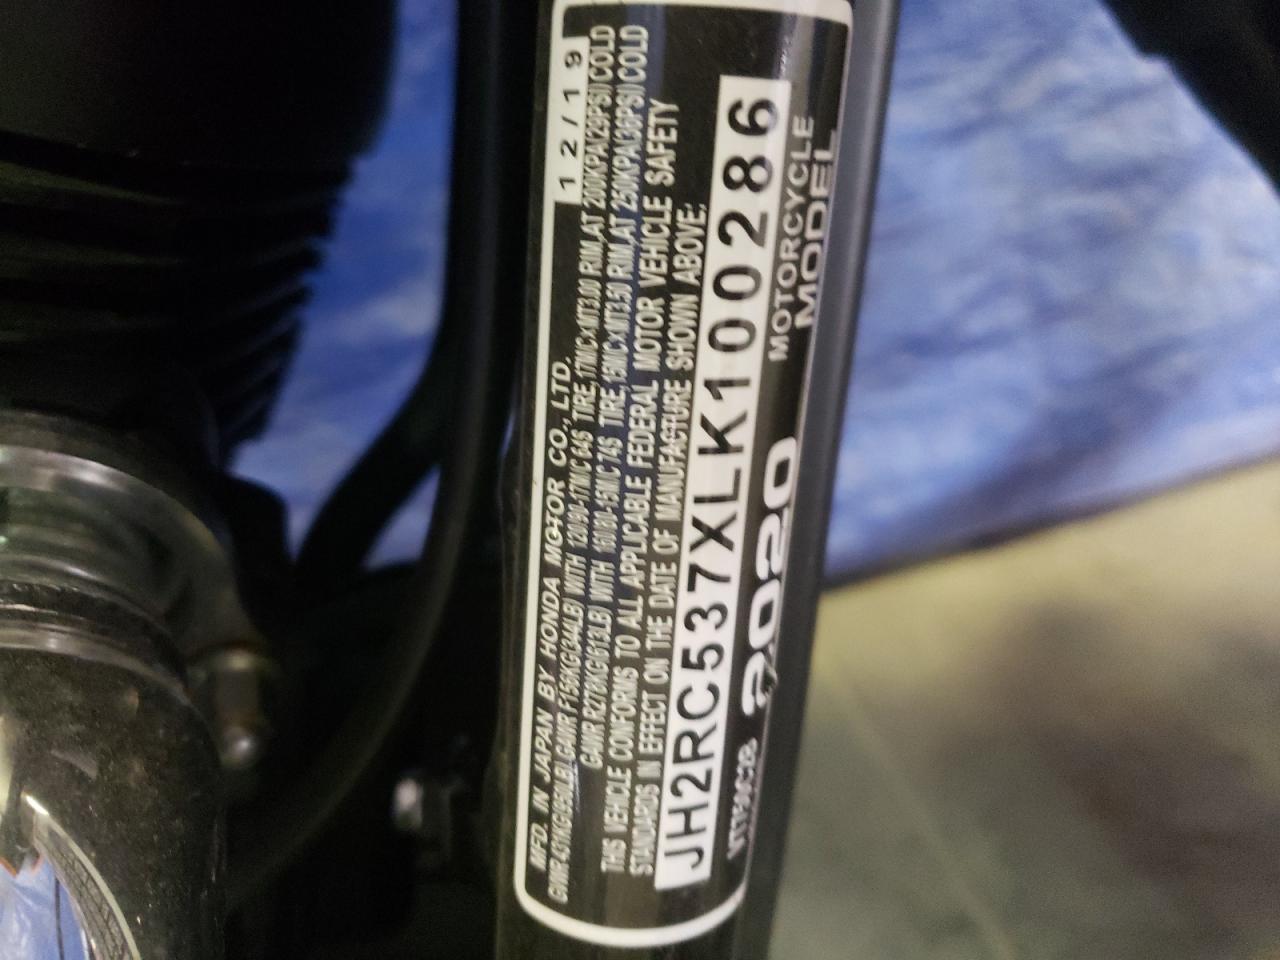 MFD. IN JAPAN BY HONDA MOTOR CO., LTD. 12/19
GVWR 431KG(950LB) GAWR F156KG(344LB) WITH 120/90-17M/C 64S TIRE,17M/C×MT3.00 RIM,AT 200KPA(29PSI)COLD
GAWR R278KG(613LB) WITH 160/80-15M/C 74S TIRE,15M/C×MT3.50 RIM,AT 250KPA(36PSI)COLD
THIS VEHICLE CONFORMS TO ALL APPLICABLE FEDERAL MOTOR VEHICLE SAFETY
STANDARDS IN EFFECT ON THE DATE OF MANUFACTURE SHOWN ABOVE.
JH2RC537XLK100286
2020 MOTORCYCLE
MODEL